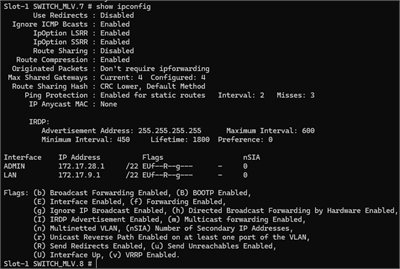 Slot-1 SWITCH_MLV.7 # show ipconfig
Use Redirects : Disabled
Ignore ICMP Bcasts : Enabled
IpOption LSRR : Enabled
IpOption SSRR : Enabled
Route Sharing : Disabled
Route Compression : Enabled
Originated Packets : Don't require ipforwarding
Max Shared Gateways : Current: 4 Configured: 4
Route Sharing Hash : CRC Lower, Default Method
Ping Protection : Enabled for static routes Interval: 2 Misses: 3
IP Anycast MAC : None
IRDP:
Advertisement Address: 255.255.255.255 Maximum Interval: 600
Minimum Interval: 450 Lifetime: 1800 Preference: 0
Interface IP Address Flags nSIA
ADMIN 172.17.28.1 /22 EUf--R--g--- - 0
LAN 172.17.9.1 /22 EUf--R--g--- - 0
Flags: (b) Broadcast Forwarding Enabled, (B) BOOTP Enabled,
(E) Interface Enabled, (f) Forwarding Enabled,
(g) Ignore IP Broadcast Enabled, (h) Directed Broadcast Forwarding by Hardware Enabled,
(I) IRDP Advertisement Enabled, (m) Multicast forwarding Enabled,
(n) Multinetted VLAN, (nSIA) Number of Secondary IP Addresses,
(r) Unicast Reverse Path Enabled on at least one port of the VLAN,
(R) Send Redirects Enabled, (u) Send Unreachables Enabled,
(U) Interface Up, (v) VRRP Enabled.
Slot-1 SWITCH_MLV.8 #